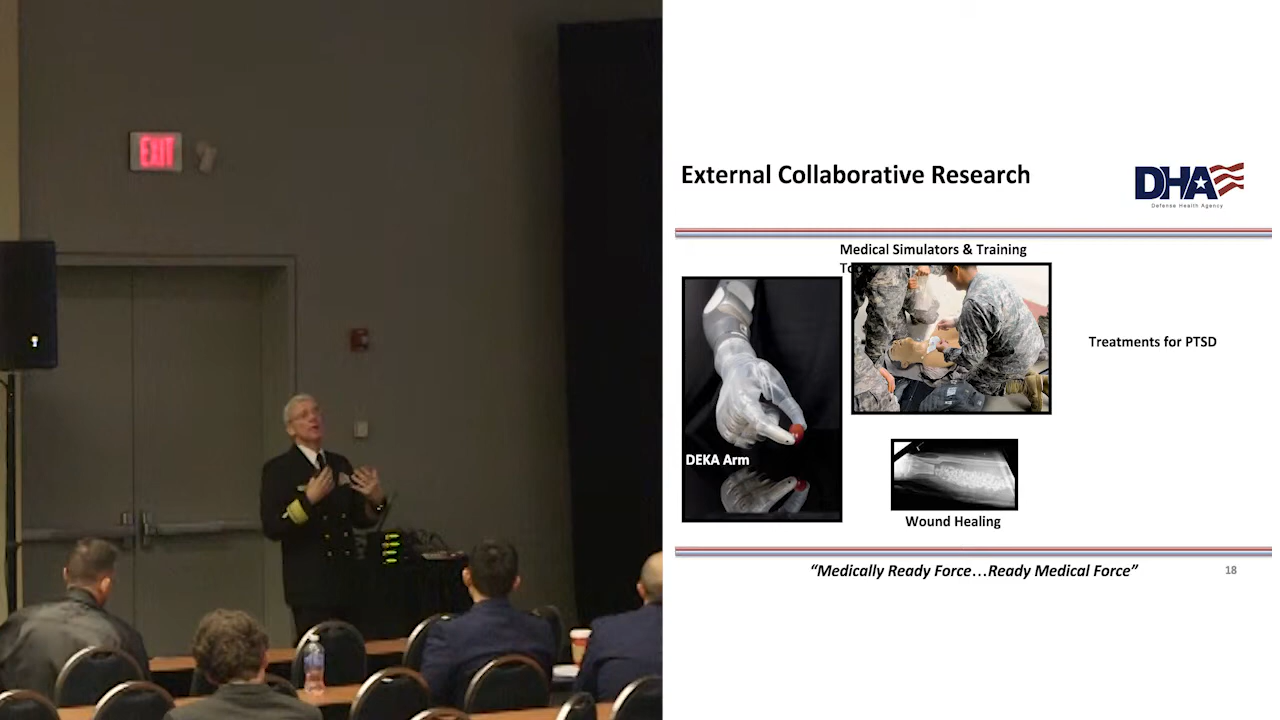 EXIT
External Collaborative Research
DHA
Defense Health Agency
Medical Simulators & Training
Treatments for PTSD
DEKA Arm
Wound Healing
“Medically Ready Force…Ready Medical Force”
18